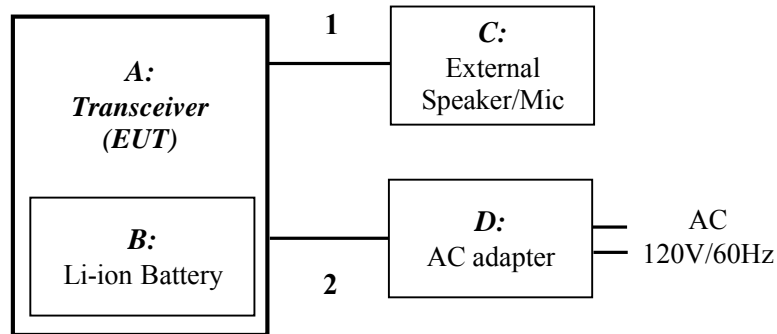 A:
Transceiver
(EUT)
B:
Li-ion Battery
1
2
C:
External
Speaker/Mic
D:
AC adapter
AC
120V/60Hz